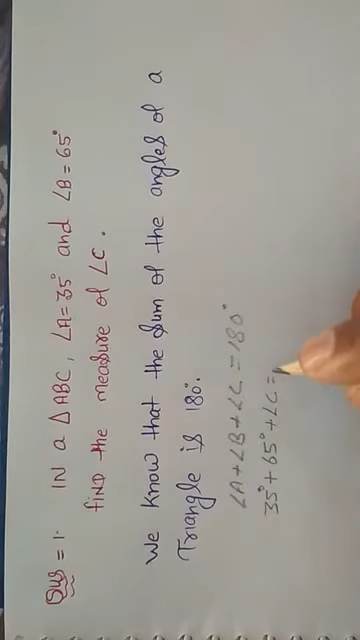 Qus = 1. IN a △ABC, ∠A=35° and ∠B=65°
find the measure of ∠C.
We know that the sum of the angles of a
Triangle is 180°.
∠A+∠B+∠C=180°
35°+65°+∠C=